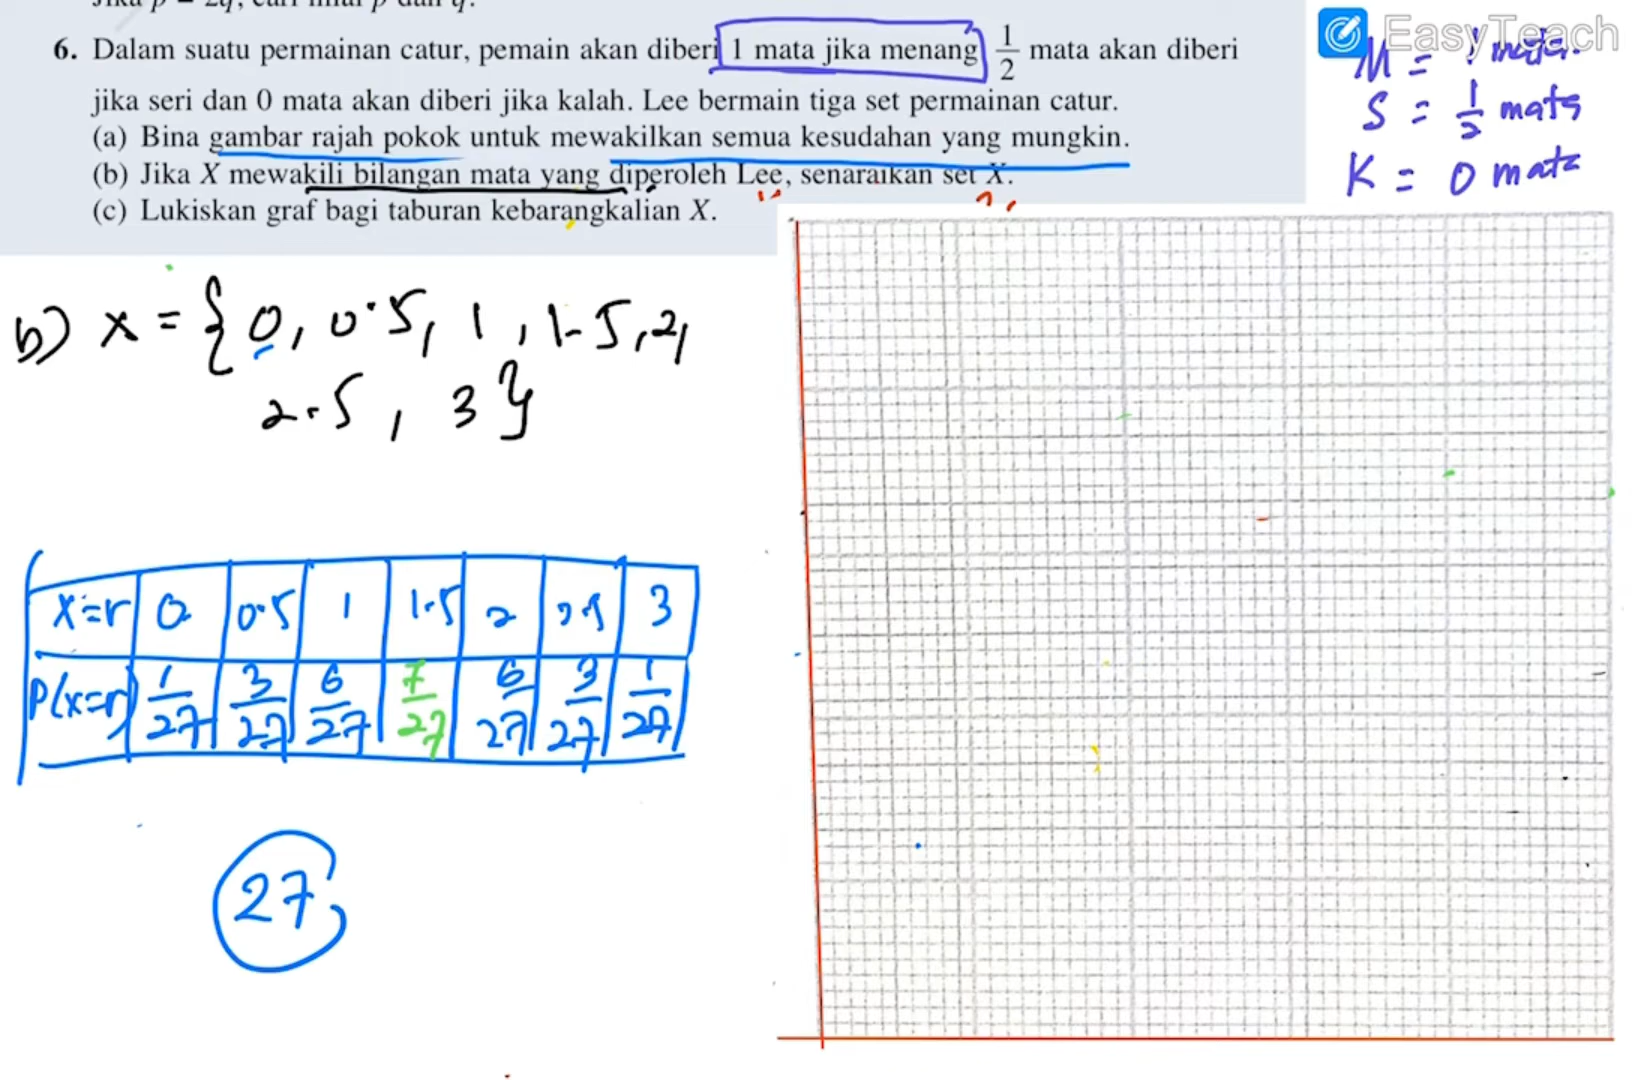 6. Dalam suatu permainan catur, pemain akan diberi 1 mata jika menang 1/2 mata akan diberi
jika seri dan 0 mata akan diberi jika kalah. Lee bermain tiga set permainan catur.
(a) Bina gambar rajah pokok untuk mewakilkan semua kesudahan yang mungkin.
(b) Jika X mewakili bilangan mata yang diperoleh Lee, senaraikan set X.
(c) Lukiskan graf bagi taburan kebarangkalian X.
EasyTeach
M = 1 mata
S = 1/2 mata
K = 0 mata
b) x = {0, 0.5, 1, 1.5, 2,
2.5, 3}
X=r 0 0.5 1 1.5 2 2.5 3
P(x=r) 1/27 3/27 6/27 7/27 6/27 3/27 1/27
27